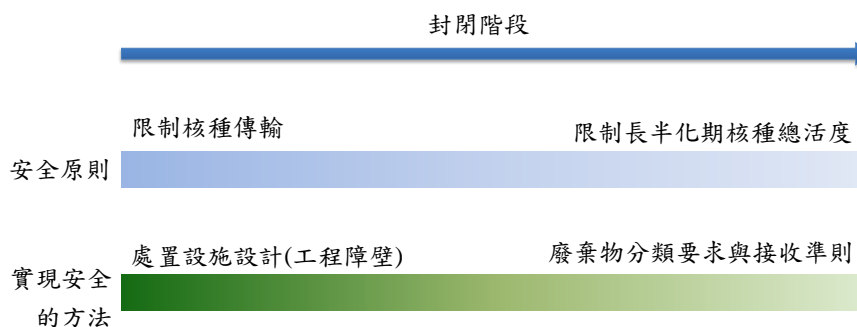 封閉階段
限制核種傳輸
限制長半化期核種總活度
安全原則
處置設施設計(工程障壁)
廢棄物分類要求與接收準則
實現安全
的方法